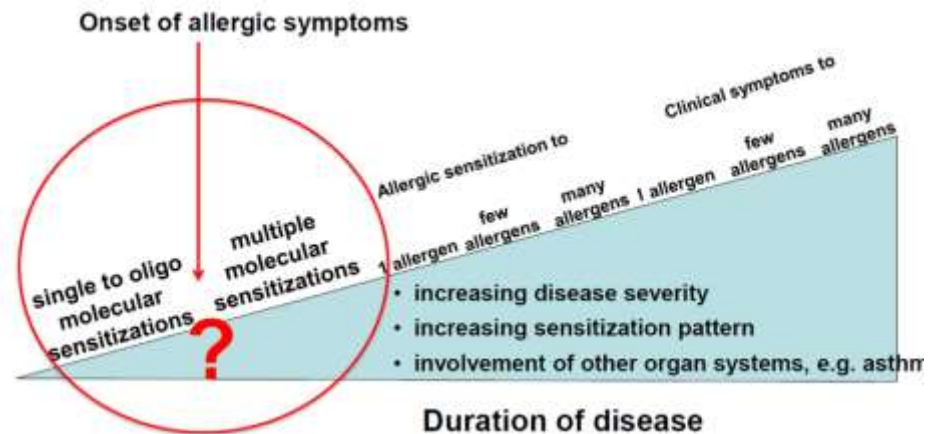 Onset of allergic symptoms
Clinical symptoms to
Allergic sensitization to
single to oligo
molecular
sensitizations
multiple
molecular
sensitizations
1 allergen
few
allergens
many
allergens
1 allergen
few
allergens
many
allergens
?
• increasing disease severity
• increasing sensitization pattern
• involvement of other organ systems, e.g. asthm
Duration of disease